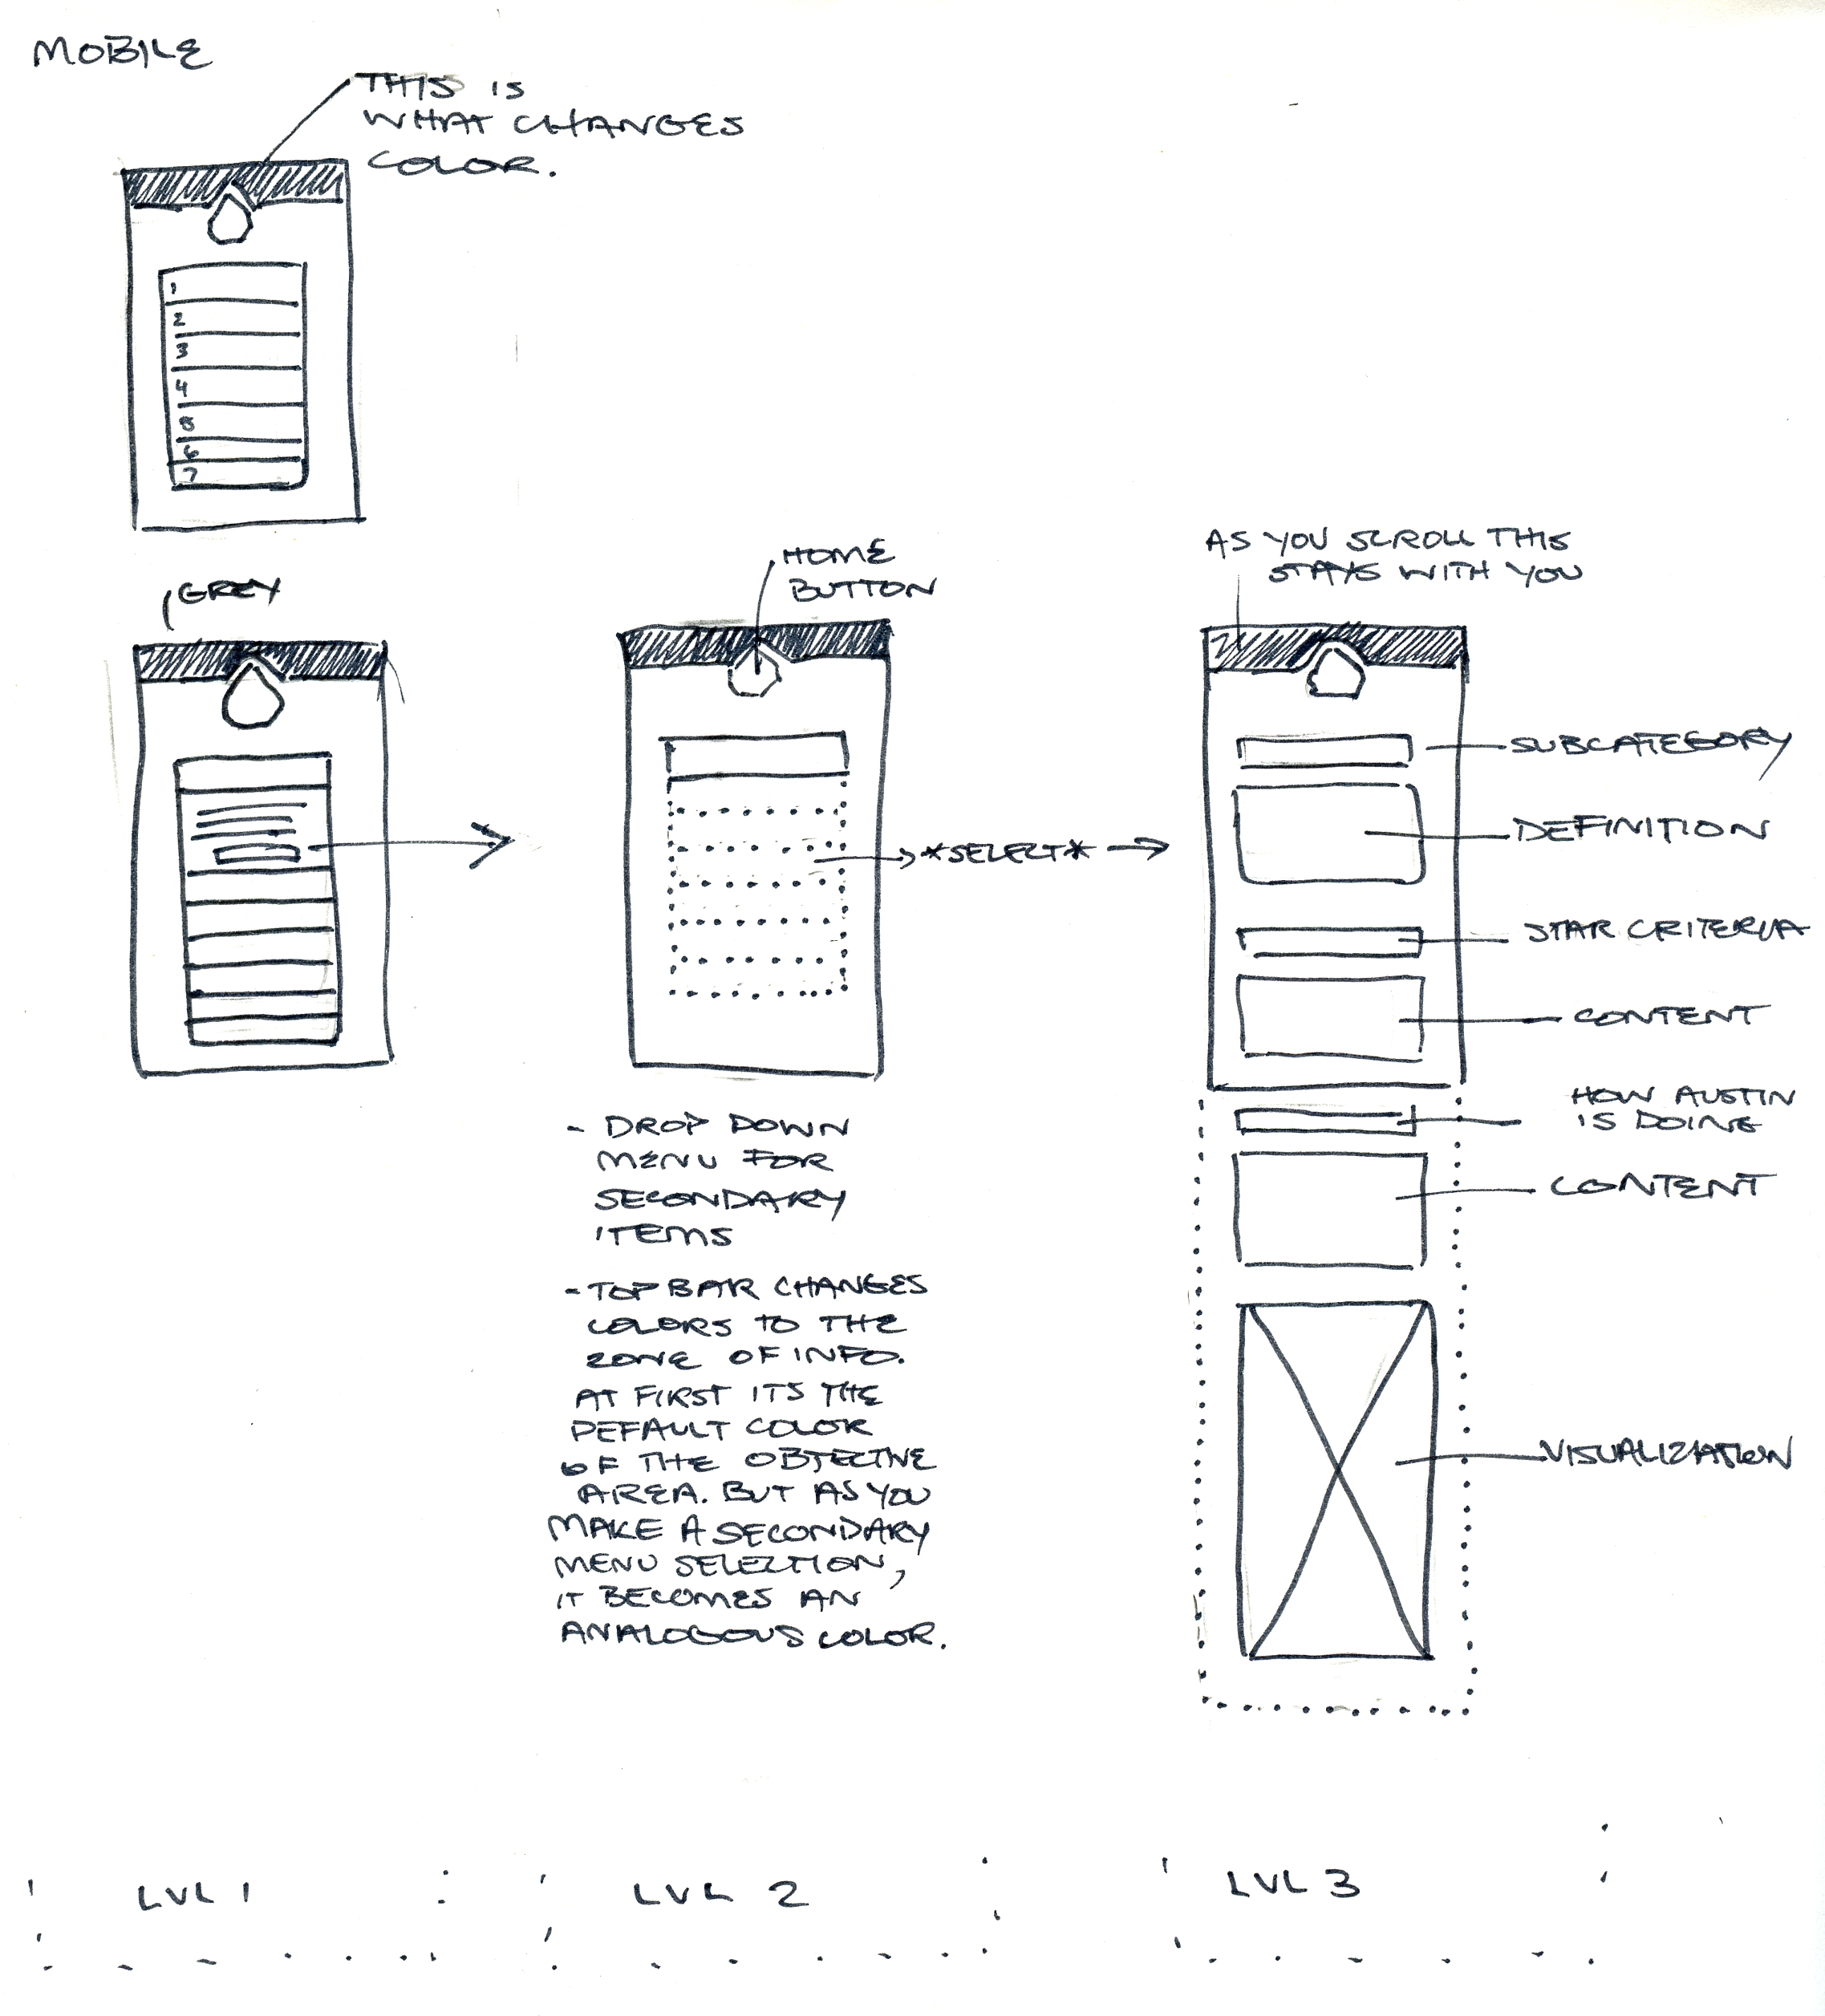 MOBILE
THIS IS
WHAT CHANGES
COLOR.
1
2
3
4
5
6
7
GREY
HOME
BUTTON
AS YOU SCROLL THIS
STAYS WITH YOU
SUBCATEGORY
DEFINITION
*SELECT*
STAR CRITERIA
CONTENT
HOW AUSTIN
IS DOING
CONTENT
VISUALIZATION
- DROP DOWN
MENU FOR
SECONDARY
ITEMS
- TOP BAR CHANGES
COLORS TO THE
ZONE OF INFO.
AT FIRST ITS THE
DEFAULT COLOR
OF THE OBJECTIVE
AREA. BUT AS YOU
MAKE A SECONDARY
MENU SELECTION,
IT BECOMES AN
ANALOGOUS COLOR.
LVL 1
LVL 2
LVL 3